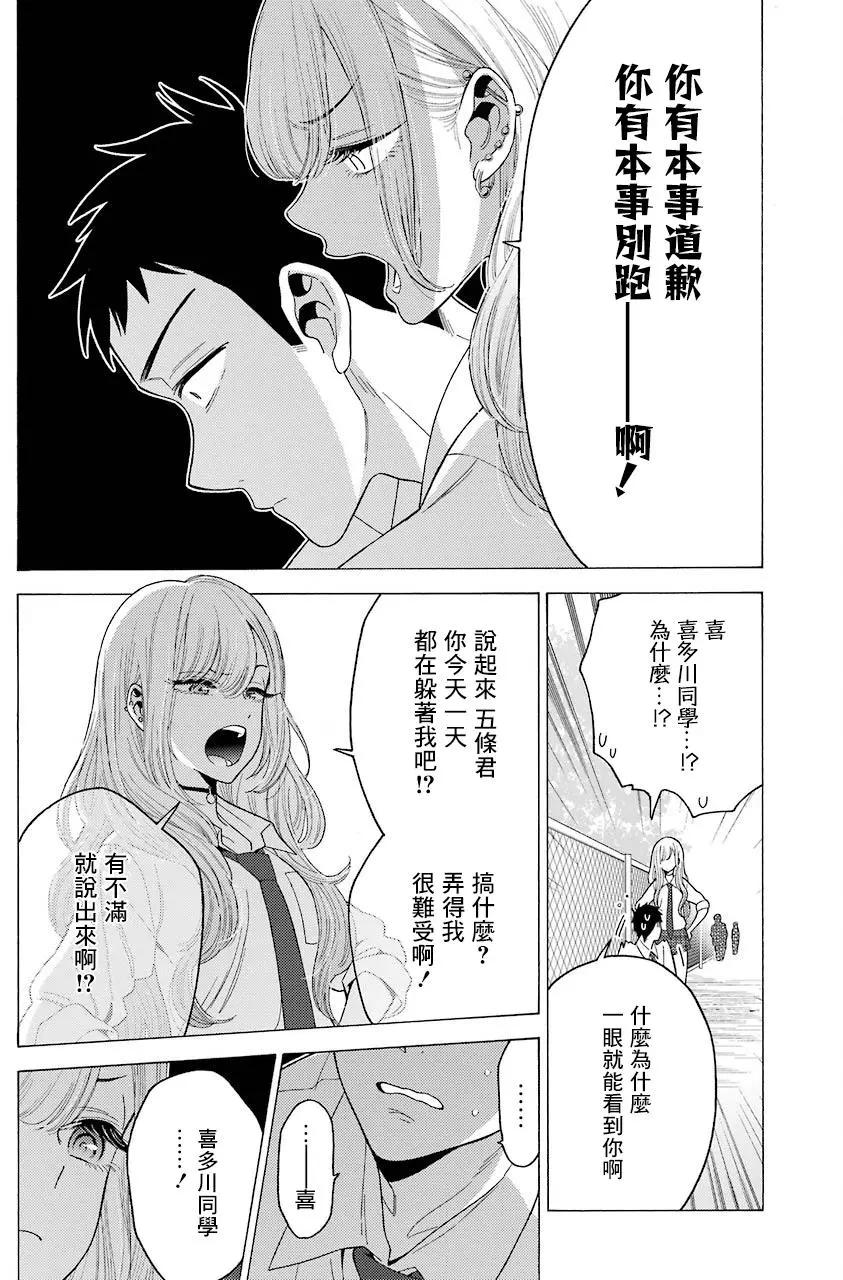 你有本事道歉
你有本事別跑——啊!
喜
喜多川同學…!?
為什麼…!?
什麼為什麼
一眼就能看到你啊
說起來 五條君
你今天一天
都在躲著我吧!?
搞什麼?
弄得我
很難受啊!
有不滿
就說出來啊!?
……
…——喜
喜多川同學
……!